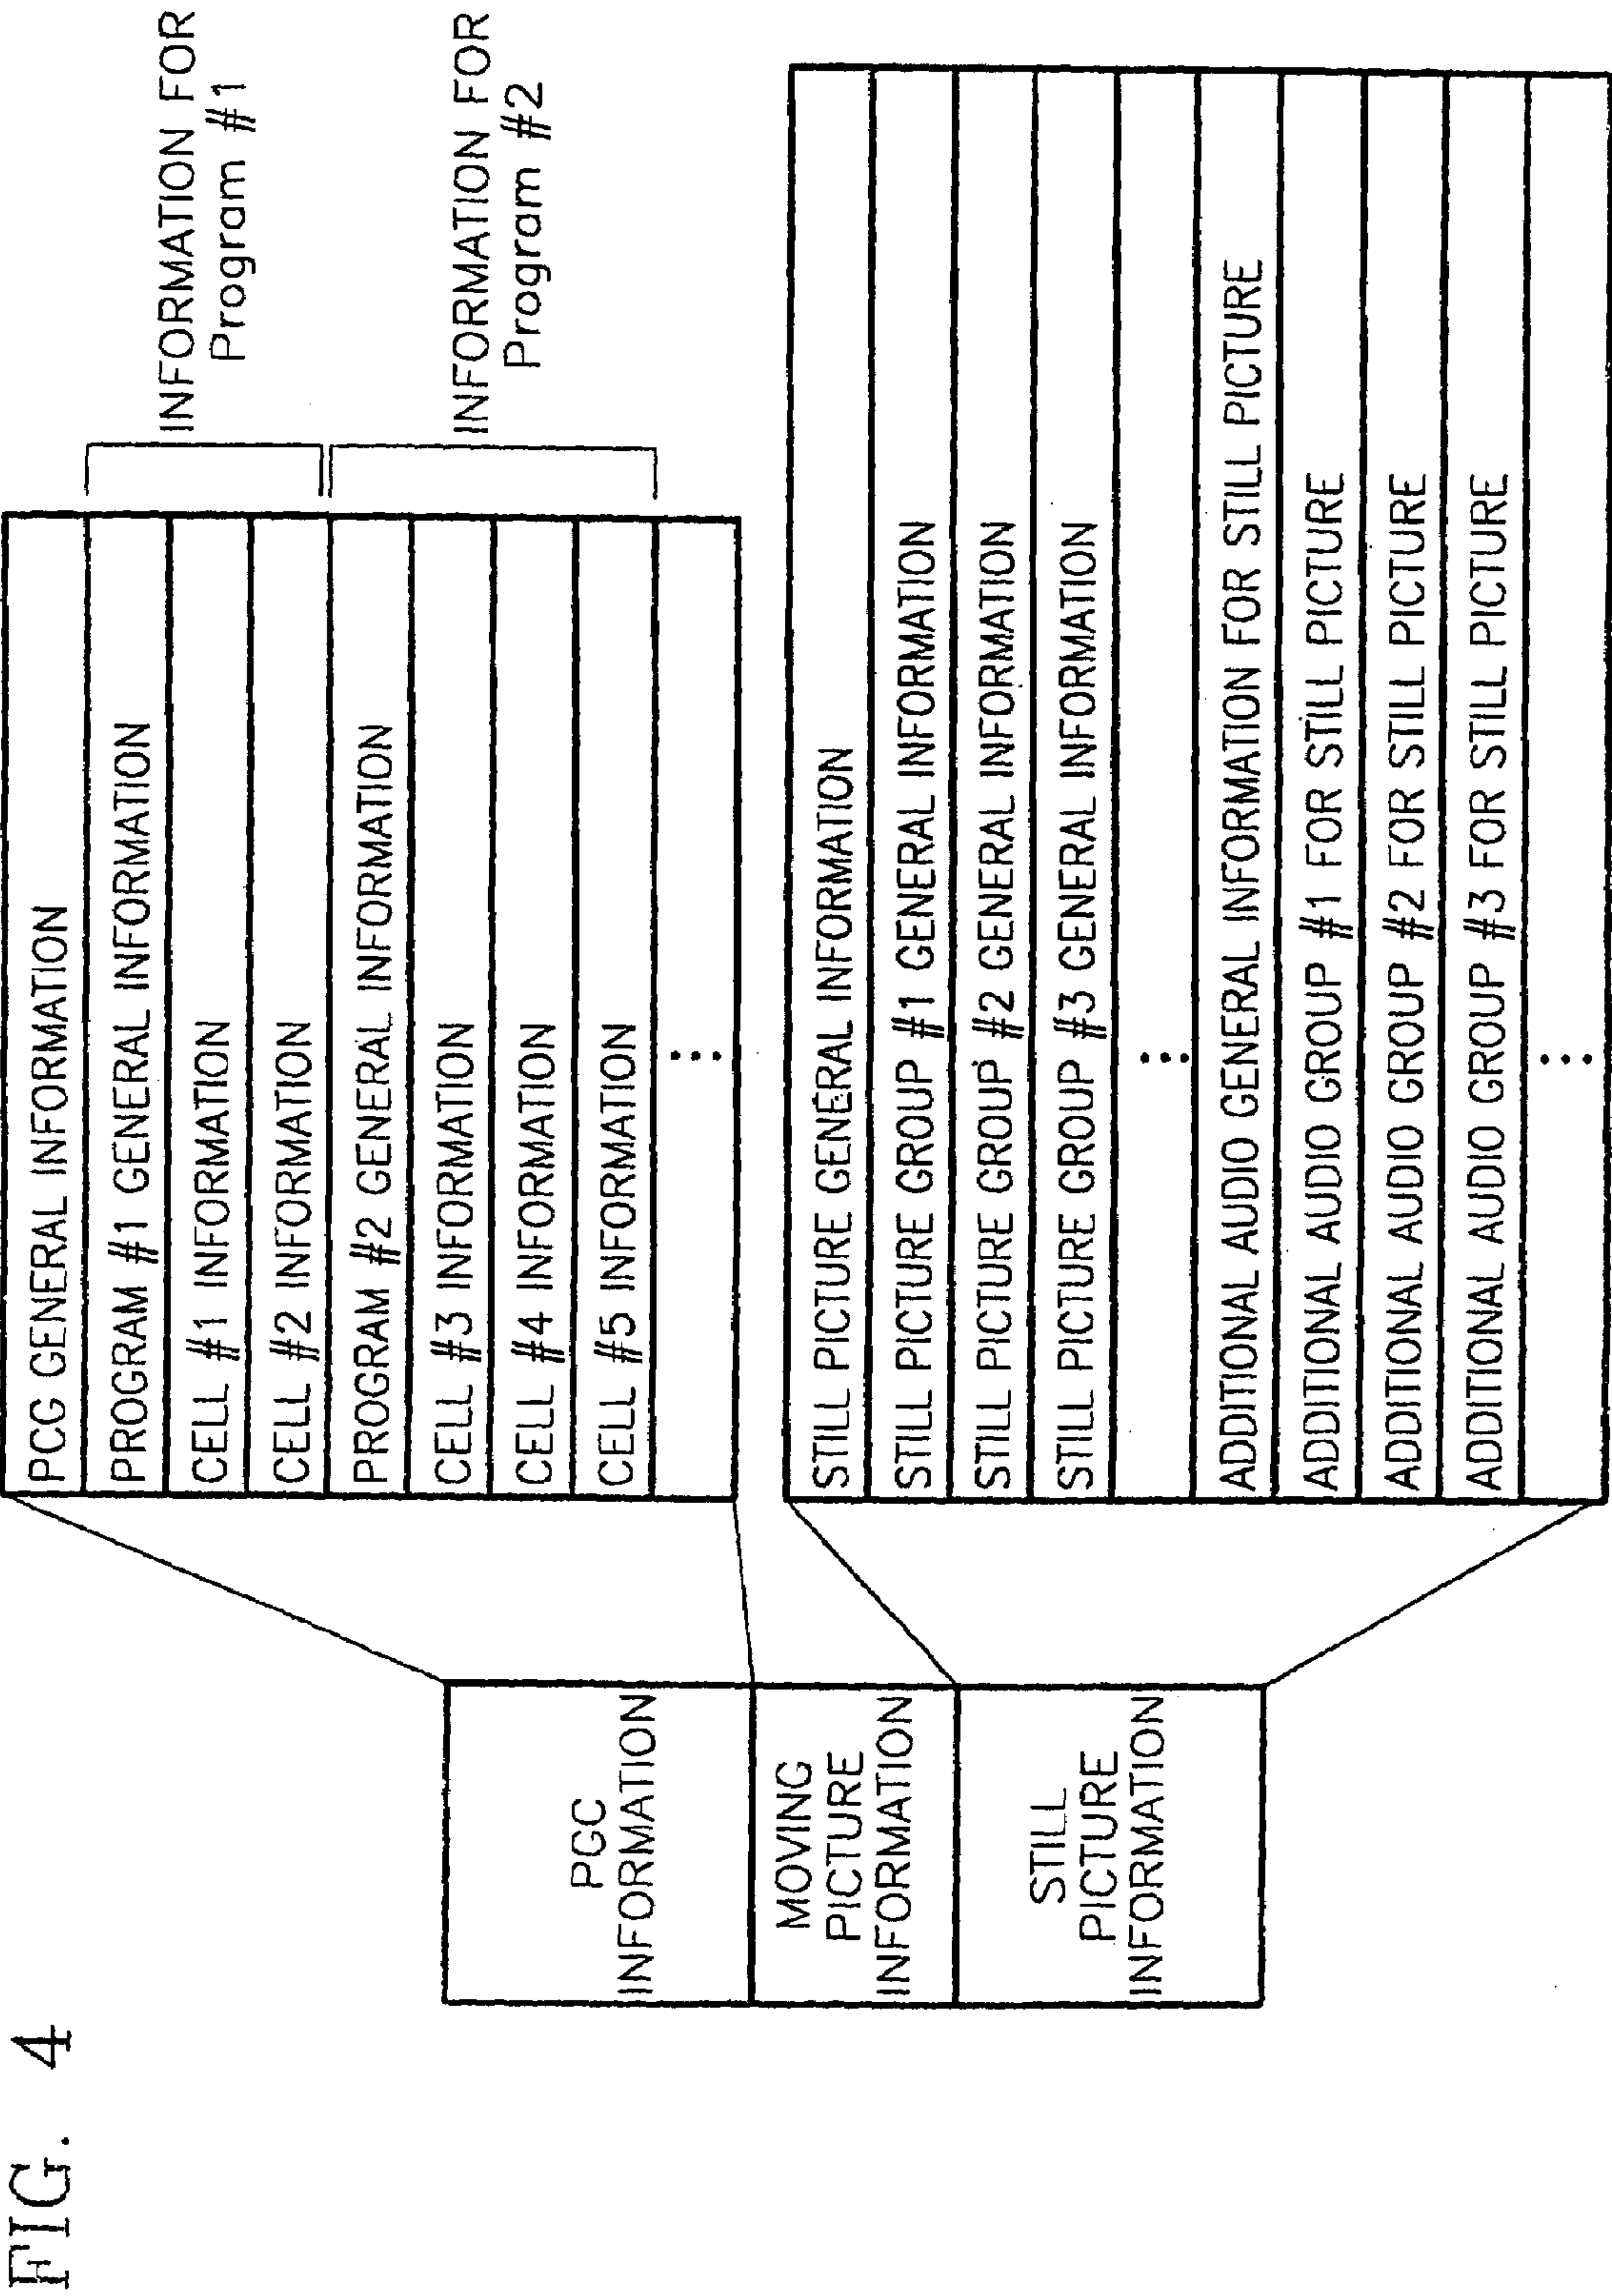 FIG. 4
PGC
INFORMATION
MOVING
PICTURE
INFORMATION
STILL
PICTURE
INFORMATION
PCG GENERAL INFORMATION
PROGRAM #1 GENERAL INFORMATION
CELL #1 INFORMATION
CELL #2 INFORMATION
PROGRAM #2 GENERAL INFORMATION
CELL #3 INFORMATION
CELL #4 INFORMATION
CELL #5 INFORMATION
...
INFORMATION FOR
Program #1
INFORMATION FOR
Program #2
STILL PICTURE GENERAL INFORMATION
STILL PICTURE GROUP #1 GENERAL INFORMATION
STILL PICTURE GROUP #2 GENERAL INFORMATION
STILL PICTURE GROUP #3 GENERAL INFORMATION
...
ADDITIONAL AUDIO GENERAL INFORMATION FOR STILL PICTURE
ADDITIONAL AUDIO GROUP #1 FOR STILL PICTURE
ADDITIONAL AUDIO GROUP #2 FOR STILL PICTURE
ADDITIONAL AUDIO GROUP #3 FOR STILL PICTURE
...